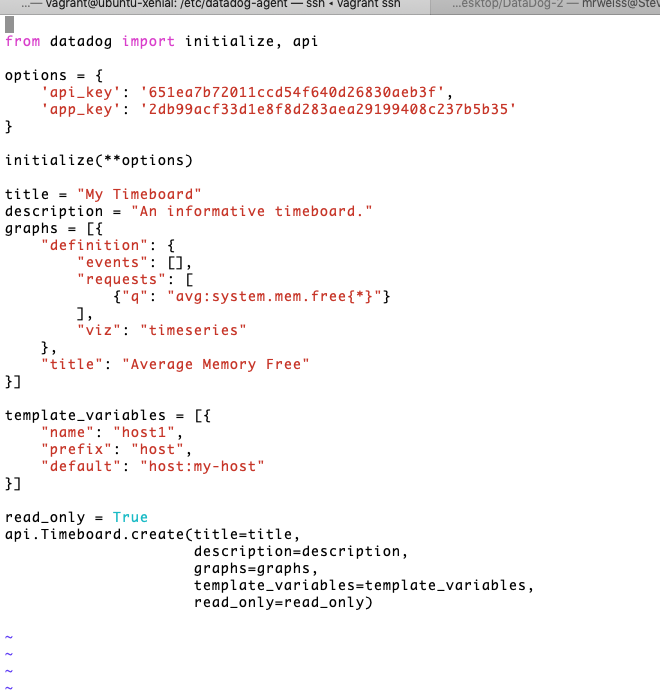 ...— vagrant@ubuntu-xenial: /etc/datadog-agent — ssh ◂ vagrant ssh ...esktop/DataDog-2 — mrweiss@Stev
from datadog import initialize, api
options = {
    'api_key': '651ea7b72011ccd54f640d26830aeb3f',
    'app_key': '2db99acf33d1e8f8d283aea29199408c237b5b35'
}
initialize(**options)
title = "My Timeboard"
description = "An informative timeboard."
graphs = [{
    "definition": {
        "events": [],
        "requests": [
            {"q": "avg:system.mem.free{*}"}
        ],
        "viz": "timeseries"
    },
    "title": "Average Memory Free"
}]
template_variables = [{
    "name": "host1",
    "prefix": "host",
    "default": "host:my-host"
}]
read_only = True
api.Timeboard.create(title=title,
                     description=description,
                     graphs=graphs,
                     template_variables=template_variables,
                     read_only=read_only)
~
~
~
~